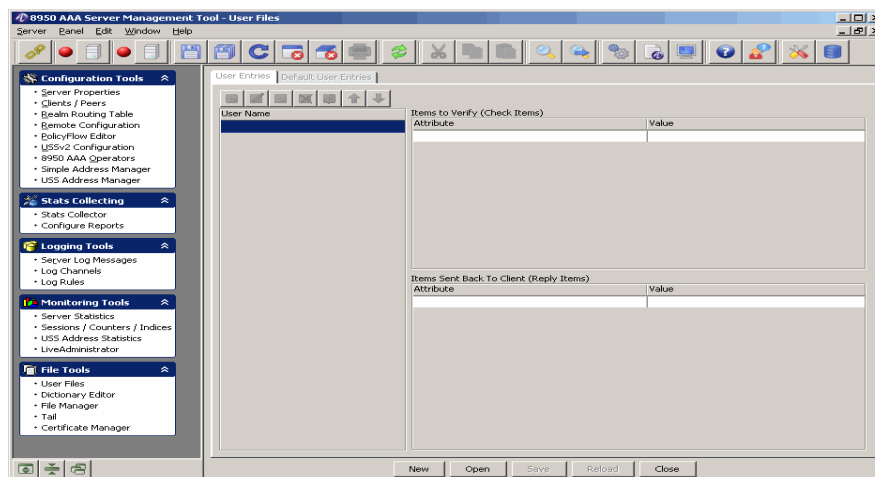 8950 AAA Server Management Tool - User Files
Server Panel Edit Window Help
Configuration Tools
Server Properties
Clients / Peers
Realm Routing Table
Remote Configuration
PolicyFlow Editor
USSv2 Configuration
8950 AAA Operators
Simple Address Manager
USS Address Manager
Stats Collecting
Stats Collector
Configure Reports
Logging Tools
Server Log Messages
Log Channels
Log Rules
Monitoring Tools
Server Statistics
Sessions / Counters / Indices
USS Address Statistics
LiveAdministrator
File Tools
User Files
Dictionary Editor
File Manager
Tail
Certificate Manager
User Entries Default User Entries
User Name
Items to Verify (Check Items)
Attribute Value
Items Sent Back To Client (Reply Items)
Attribute Value
New Open Save Reload Close